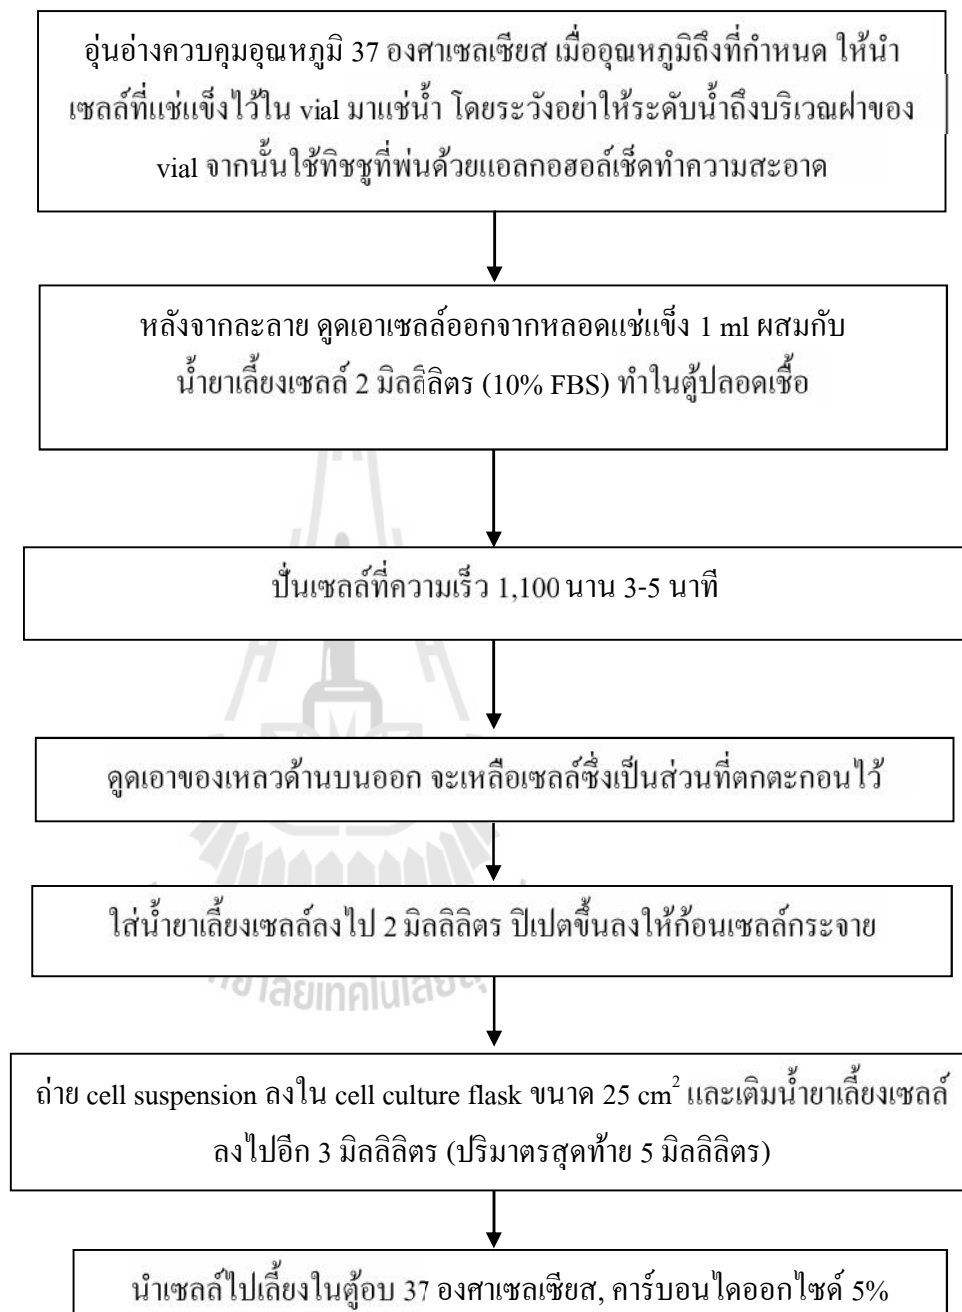 อุ่นอ่างควบคุมอุณหภูมิ 37 องศาเซลเซียส เมื่ออุณหภูมิถึงที่กำหนด ให้นำ
เซลล์ที่แช่แข็งไว้ใน vial มาแช่น้ำ โดยระวังอย่าให้ระดับน้ำถึงบริเวณฝาของ
vial จากนั้นใช้ทิชชูที่พ่นด้วยแอลกอฮอล์เช็ดทำความสะอาด
หลังจากละลาย ดูดเอาเซลล์ออกจากหลอดแช่แข็ง 1 ml ผสมกับ
น้ำยาเลี้ยงเซลล์ 2 มิลลิลิตร (10% FBS) ทำในตู้ปลอดเชื้อ
ปั่นเซลล์ที่ความเร็ว 1,100 นาน 3-5 นาที
ดูดเอาของเหลวด้านบนออก จะเหลือเซลล์ซึ่งเป็นส่วนที่ตกตะกอนไว้
ใส่น้ำยาเลี้ยงเซลล์ลงไป 2 มิลลิลิตร ปิเปตขึ้นลงให้ก้อนเซลล์กระจาย
ถ่าย cell suspension ลงใน cell culture flask ขนาด 25 cm² และเติมน้ำยาเลี้ยงเซลล์
ลงไปอีก 3 มิลลิลิตร (ปริมาตรสุดท้าย 5 มิลลิลิตร)
นำเซลล์ไปเลี้ยงในตู้อบ 37 องศาเซลเซียส, คาร์บอนไดออกไซด์ 5%